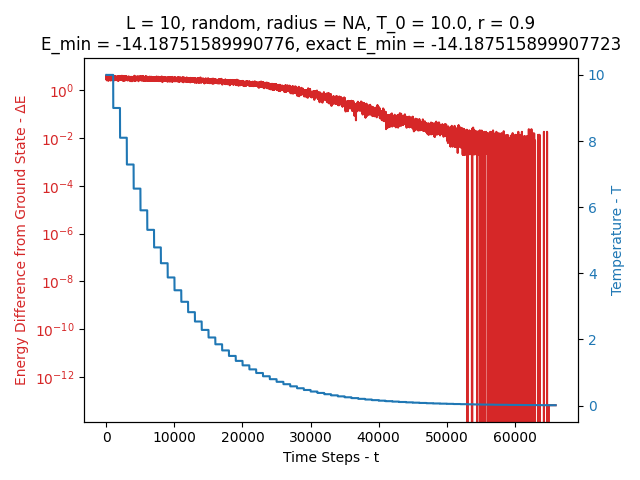 L = 10, random, radius = NA, T_0 = 10.0, r = 0.9
E_min = -14.18751589990776, exact E_min = -14.187515899907723
Energy Difference from Ground State - ΔE
10⁰
10⁻²
10⁻⁴
10⁻⁶
10⁻⁸
10⁻¹⁰
10⁻¹²
10
8
6
4
2
0
Temperature - T
0 10000 20000 30000 40000 50000 60000
Time Steps - t